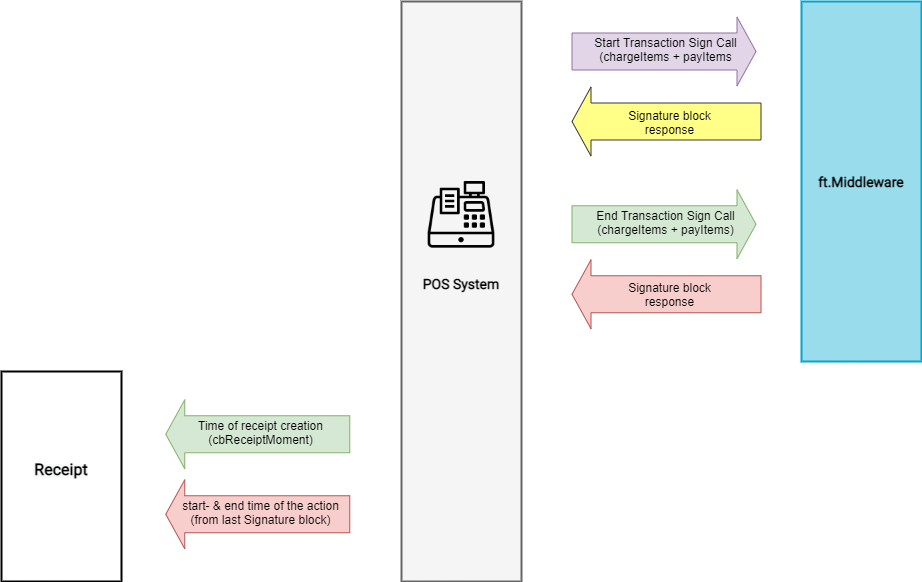 Start Transaction Sign Call
(chargeItems + payItems
Signature block
response
ft.Middleware
End Transaction Sign Call
(chargeItems + payItems)
POS System
Signature block
response
Time of receipt creation
(cbReceiptMoment)
Receipt
start- & end time of the action
(from last Signature block)